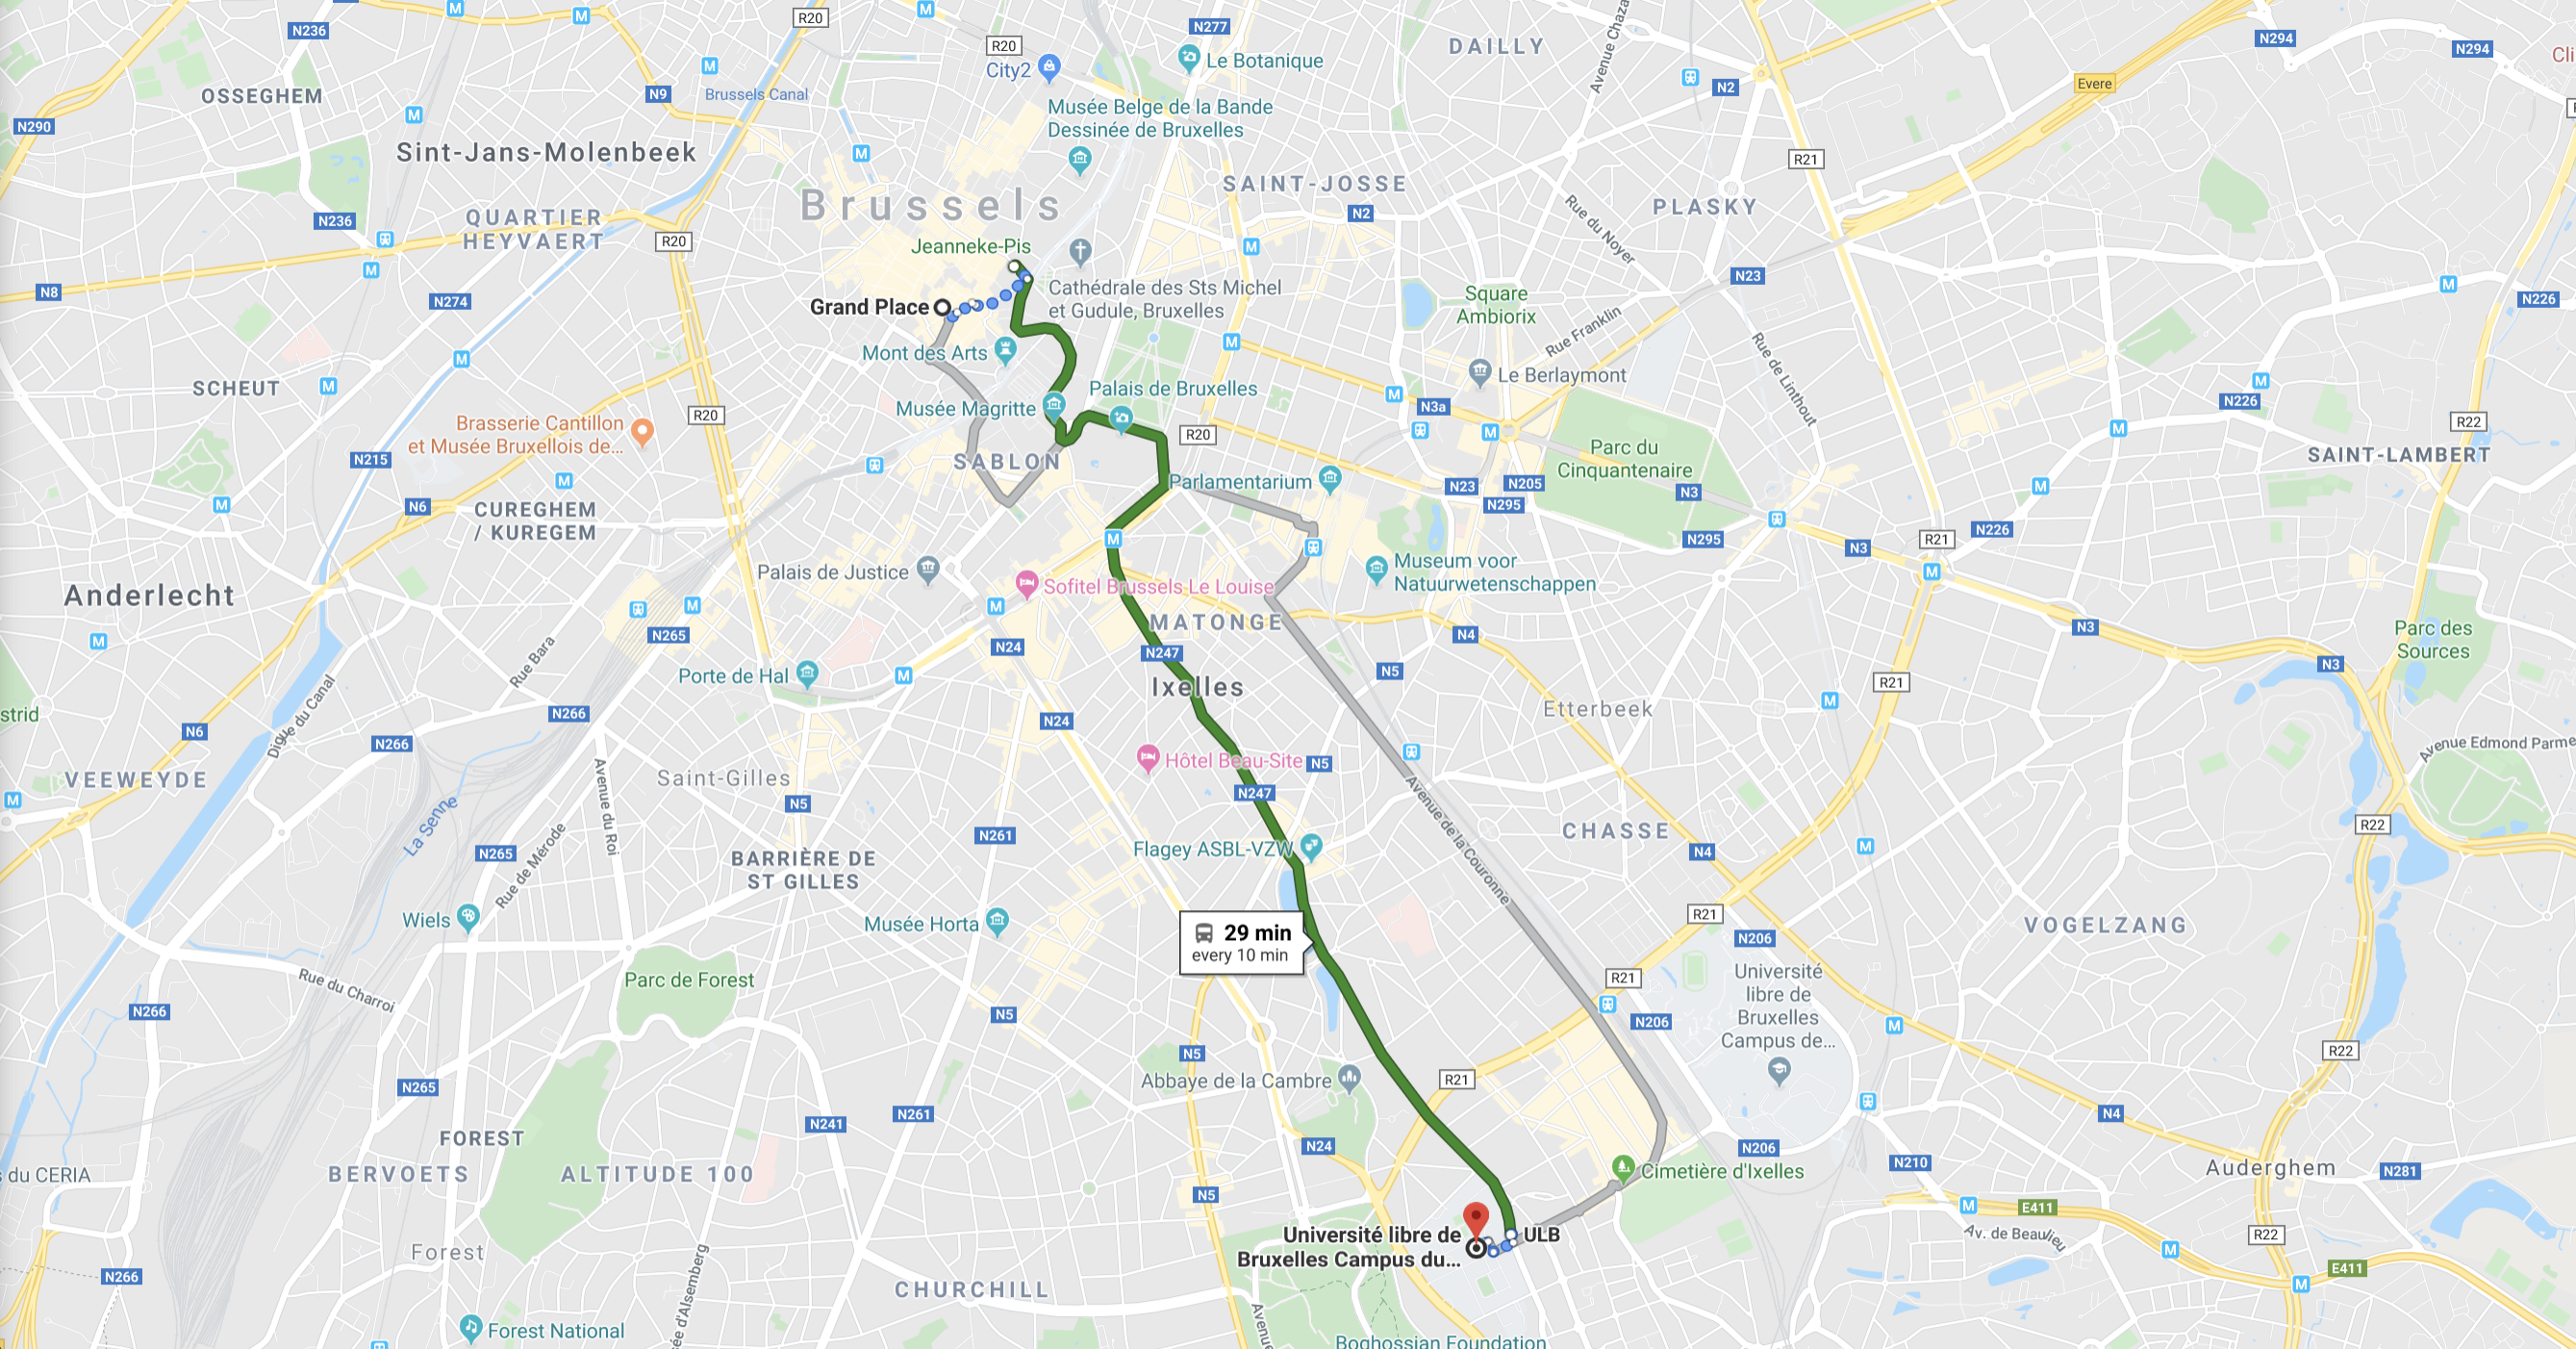 N236
R20
N277
DAILLY
N294
N294
Cli
R20
City2
Le Botanique
Avenue Chaza
N2
Evere
OSSEGHEM
N9
Brussels Canal
Musée Belge de la Bande
Dessinée de Bruxelles
N290
Sint-Jans-Molenbeek
R21
SAINT-JOSSE
Brussels
N236
QUARTIER
HEYVAERT
R20
N2
Rue du Noyer
PLASKY
Jeanneke-Pis
N8
N274
Grand Place
Cathédrale des Sts Michel
et Gudule, Bruxelles
Square
Ambiorix
N23
N226
Rue Franklin
Mont des Arts
SCHEUT
Palais de Bruxelles
Le Berlaymont
Rue de Linthout
R20
Musée Magritte
N3a
N226
Brasserie Cantillon
et Musée Bruxellois de...
R20
R22
N215
SABLON
Parc du
Cinquantenaire
SAINT-LAMBERT
Parlamentarium
N23
N205
N3
N295
N6
CUREGHEM
/ KUREGEM
N295
N3
R21
N226
Palais de Justice
Museum voor
Natuurwetenschappen
Anderlecht
Sofitel Brussels Le Louise
MATONGE
N265
N4
N3
N24
Parc des
Sources
Rue Bara
N247
N3
Porte de Hal
N5
Ixelles
R21
Etterbeek
strid
N266
N24
N6
Digue du Canal
N266
Avenue Edmond Parme
VEEWEYDE
Saint-Gilles
Hôtel Beau-Site
N5
Avenue du Roi
N5
N247
La Senne
Avenue de la Couronne
CHASSE
R22
N265
N261
Rue de Mérode
BARRIÈRE DE
ST GILLES
Flagey ASBL-VZW
N4
Wiels
Musée Horta
R21
VOGELZANG
29 min
every 10 min
N206
Parc de Forest
Rue du Charroi
R21
Université
libre de
Bruxelles
Campus de...
N266
N5
N206
N5
R22
Abbaye de la Cambre
R21
N265
N261
N241
N4
FOREST
N24
N206
BERVOETS
ALTITUDE 100
s du CERIA
Cimetière d'Ixelles
N210
Auderghem
N281
N5
E411
Université libre de
Bruxelles Campus du...
ULB
Av. de Beaulieu
R22
Forest
N266
E411
sée d'Alsemberg
CHURCHILL
Forest National
Avenue
Boghossian Foundation